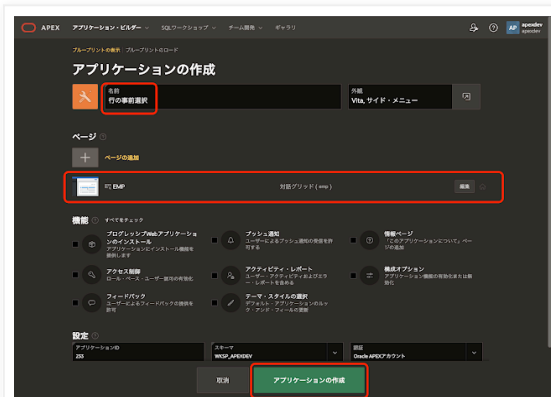 APEX アプリケーション・ビルダー SQLワークショップ チーム開発 ギャラリ AP apexdev
apexdev
ブループリントの表示 ブループリントのロード
アプリケーションの作成
名前
行の事前選択
外観
Vita, サイド・メニュー
ページ
ページの追加
EMP 対話グリッド ( emp ) 編集
機能 すべてをチェック
プログレッシブWebアプリケーションのインストール
アプリケーションにインストール機能を提供します
プッシュ通知
ユーザーによるプッシュ通知の受信を許可する
情報ページ
「このアプリケーションについて」ページの追加
アクセス制御
ロール・ベース・ユーザー認可の有効化
アクティビティ・レポート
ユーザー・アクティビティおよびエラー・レポートを含める
構成オプション
アプリケーション機能の有効化または無効化
フィードバック
ユーザーによるフィードバックの提供を許可
テーマ・スタイルの選択
デフォルト・アプリケーションのルック・アンド・フィールの更新
設定
アプリケーションID
255
スキーマ
WKSP_APEXDEV
認証
Oracle APEXアカウント
取消
アプリケーションの作成